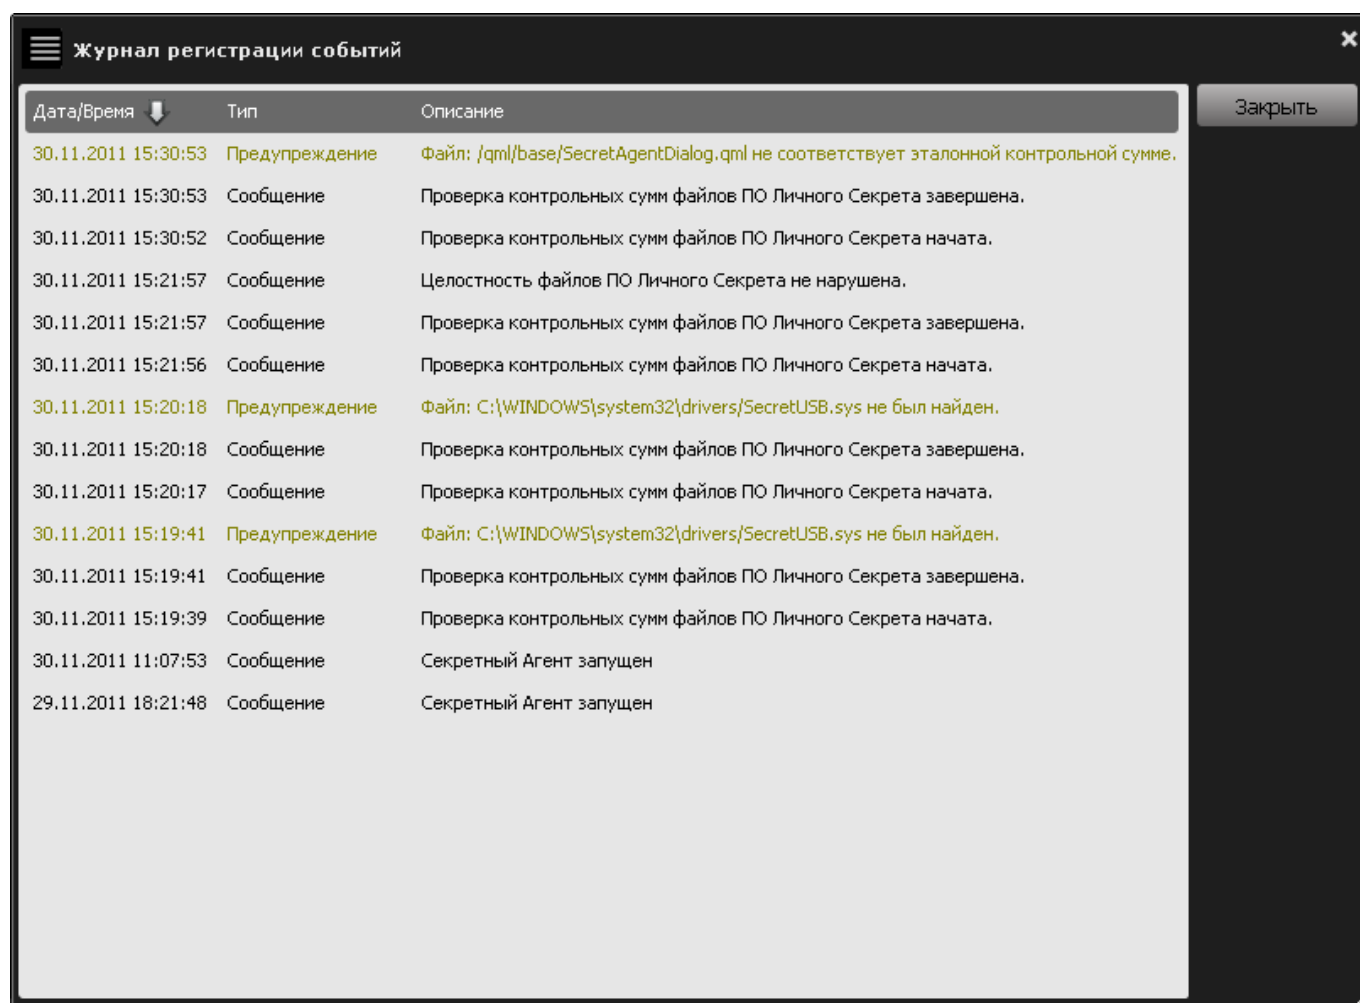 Журнал регистрации событий
Дата/Время Тип Описание Закрыть
30.11.2011 15:30:53 Предупреждение Файл: /qml/base/SecretAgentDialog.qml не соответствует эталонной контрольной сумме.
30.11.2011 15:30:53 Сообщение Проверка контрольных сумм файлов ПО Личного Секрета завершена.
30.11.2011 15:30:52 Сообщение Проверка контрольных сумм файлов ПО Личного Секрета начата.
30.11.2011 15:21:57 Сообщение Целостность файлов ПО Личного Секрета не нарушена.
30.11.2011 15:21:57 Сообщение Проверка контрольных сумм файлов ПО Личного Секрета завершена.
30.11.2011 15:21:56 Сообщение Проверка контрольных сумм файлов ПО Личного Секрета начата.
30.11.2011 15:20:18 Предупреждение Файл: C:\WINDOWS\system32\drivers/SecretUSB.sys не был найден.
30.11.2011 15:20:18 Сообщение Проверка контрольных сумм файлов ПО Личного Секрета завершена.
30.11.2011 15:20:17 Сообщение Проверка контрольных сумм файлов ПО Личного Секрета начата.
30.11.2011 15:19:41 Предупреждение Файл: C:\WINDOWS\system32\drivers/SecretUSB.sys не был найден.
30.11.2011 15:19:41 Сообщение Проверка контрольных сумм файлов ПО Личного Секрета завершена.
30.11.2011 15:19:39 Сообщение Проверка контрольных сумм файлов ПО Личного Секрета начата.
30.11.2011 11:07:53 Сообщение Секретный Агент запущен
29.11.2011 18:21:48 Сообщение Секретный Агент запущен